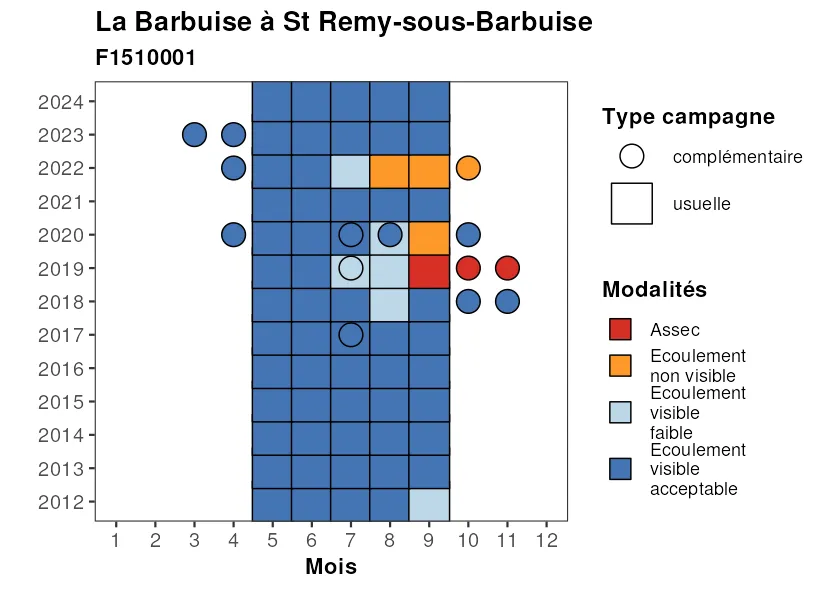 La Barbuise à St Remy-sous-Barbuise
F1510001
2024
2023
2022
2021
2020
2019
2018
2017
2016
2015
2014
2013
2012
1 2 3 4 5 6 7 8 9 10 11 12
Mois
Type campagne
complémentaire
usuelle
Modalités
Assec
Ecoulement
non visible
Ecoulement
visible
faible
Ecoulement
visible
acceptable